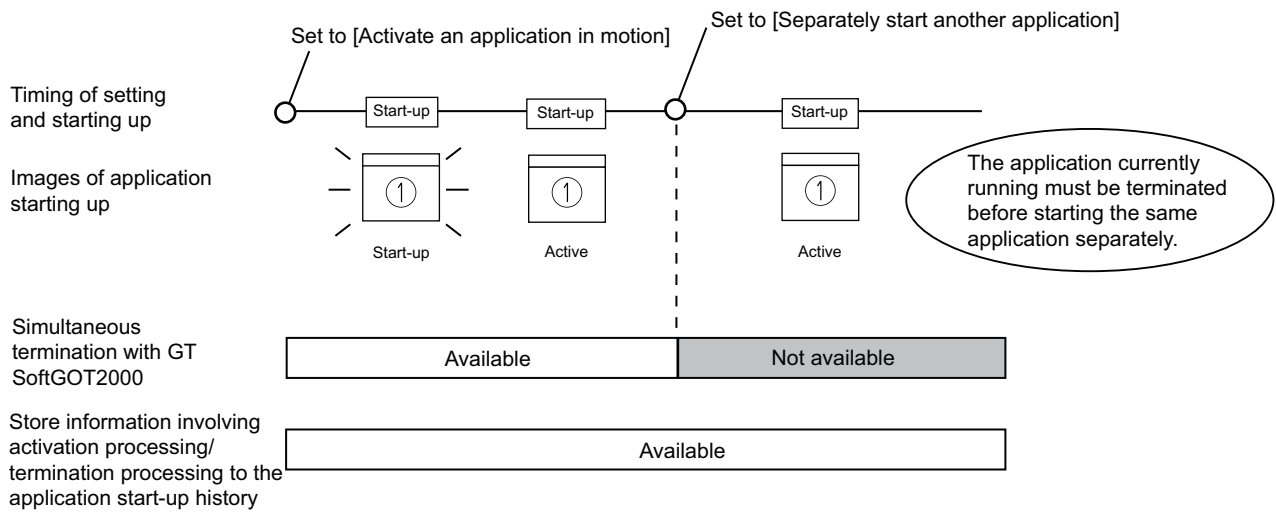 Set to [Separately start another application]
Set to [Activate an application in motion]
Timing of setting
and starting up
Start-up
Start-up
Start-up
Images of application
starting up
1
1
1
Start-up
Active
Active
The application currently
running must be terminated
before starting the same
application separately.
Simultaneous
termination with GT
SoftGOT2000
Available
Not available
Store information involving
activation processing/
termination processing to the
application start-up history
Available